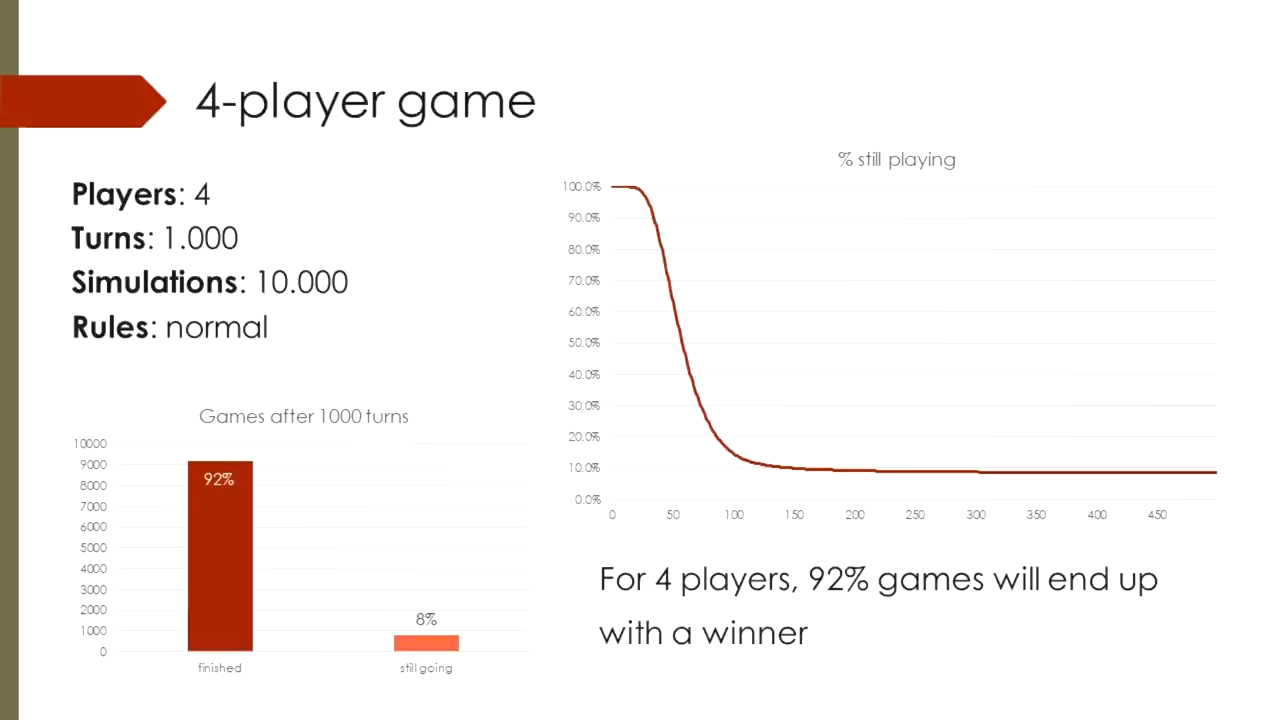 4-player game
Players: 4
Turns: 1.000
Simulations: 10.000
Rules: normal
Games after 1000 turns
10000
9000
8000
7000
6000
5000
4000
3000
2000
1000
0
92%
8%
finished
still going
% still playing
100.0%
90.0%
80.0%
70.0%
60.0%
50.0%
40.0%
30.0%
20.0%
10.0%
0.0%
0 50 100 150 200 250 300 350 400 450
For 4 players, 92% games will end up
with a winner